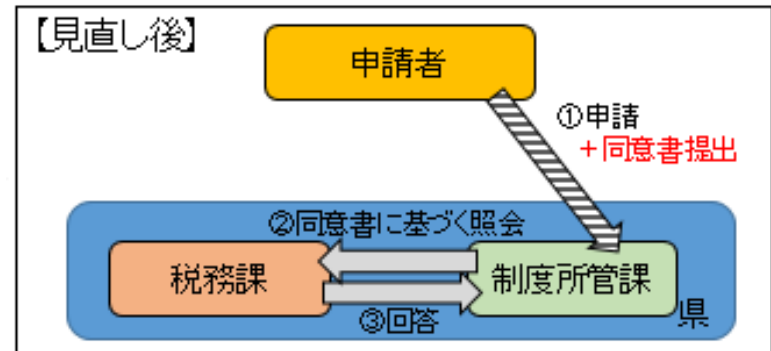 【見直し後】
申請者
①申請
+同意書提出
②同意書に基づく照会
税務課
制度所管課
③回答
県